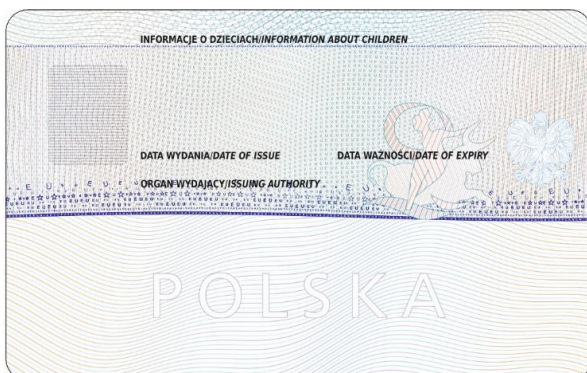 INFORMACJE O DZIECIACH/INFORMATION ABOUT CHILDREN
DATA WYDANIA/DATE OF ISSUE DATA WAŻNOŚCI/DATE OF EXPIRY
ORGAN WYDAJĄCY/ISSUING AUTHORITY
POLSKA